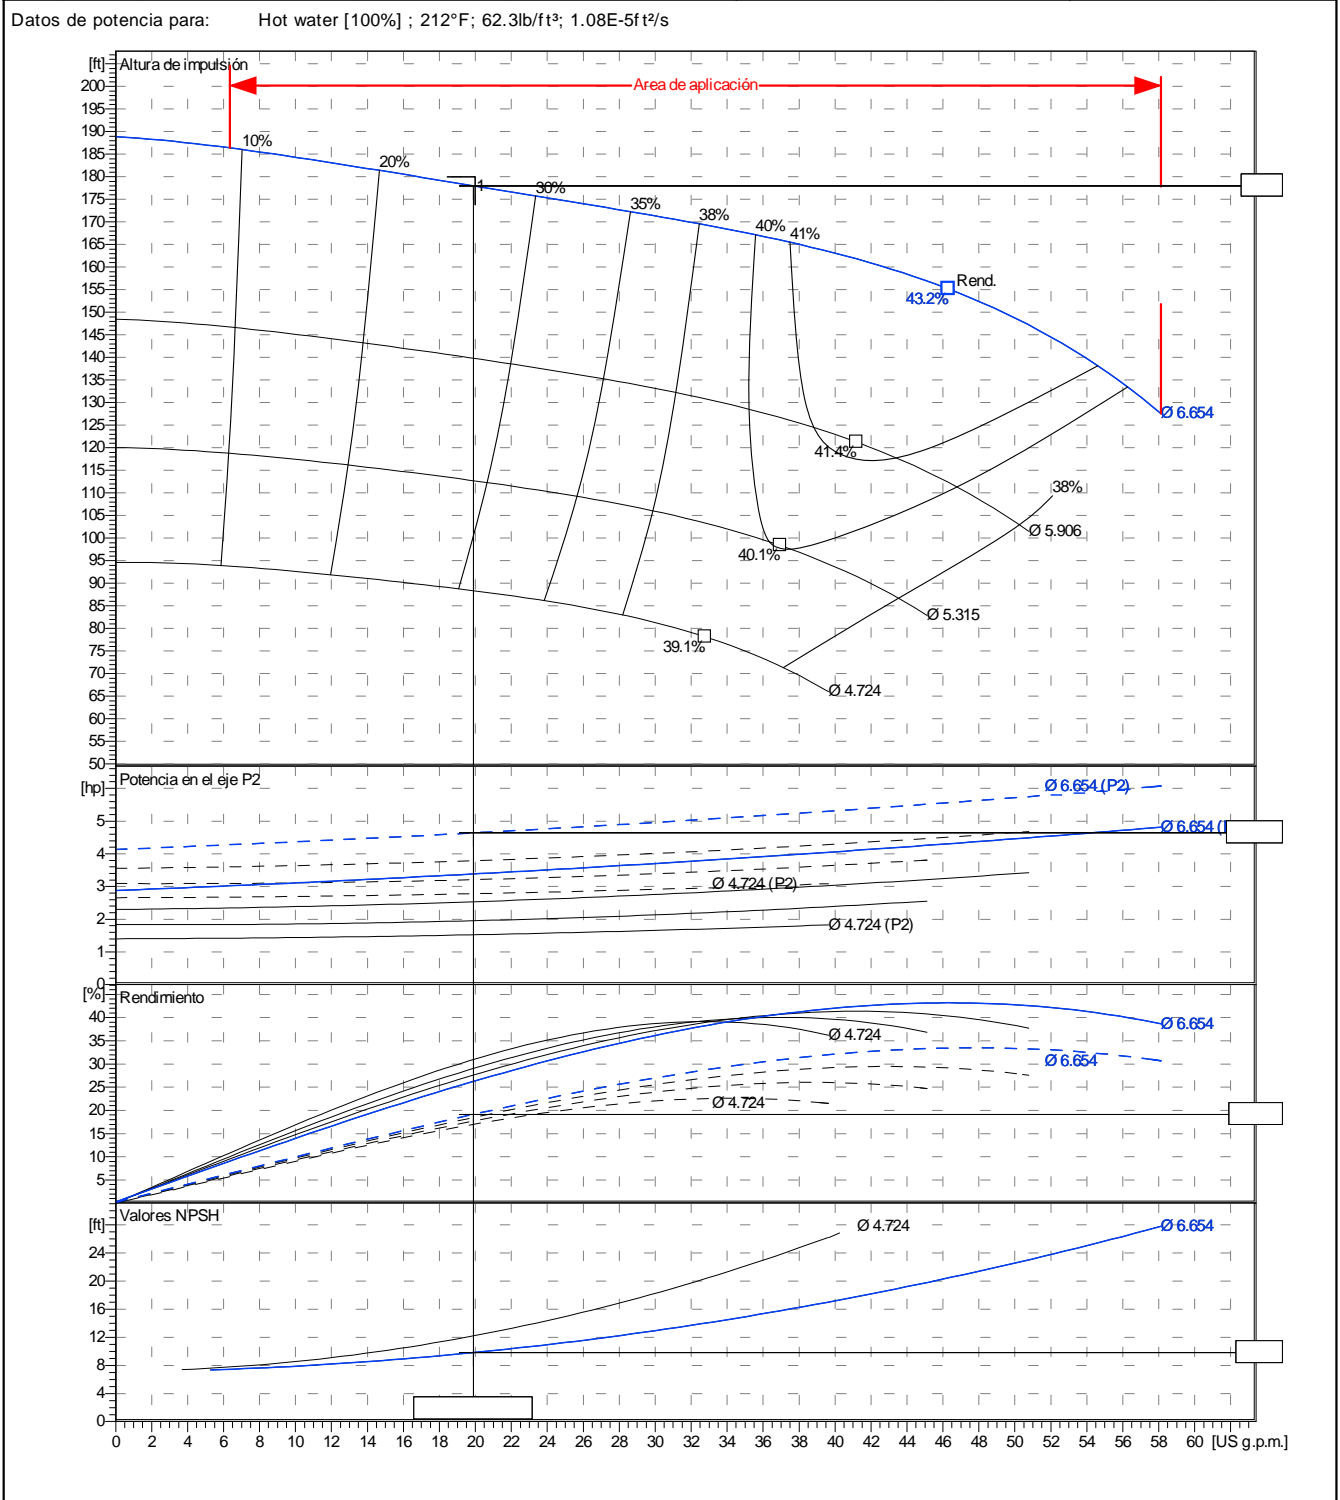 Datos de potencia para: Hot water [100%] ; 212°F; 62.3lb/ft³; 1.08E-5ft²/s
[ft]
Altura de impulsión
Area de aplicación
200
195
190
185
180
175
170
165
160
155
150
145
140
135
130
125
120
115
110
105
100
95
90
85
80
75
70
65
60
55
50
10%
20%
1
30%
35%
38%
40%
41%
Rend.
43.2%
Ø 6.654
41.4%
38%
Ø 5.906
40.1%
Ø 5.315
39.1%
Ø 4.724
Potencia en el eje P2
[hp]
5
4
3
2
1
0
Ø 6.654 (P2)
Ø 6.654 (
Ø 4.724 (P2)
Ø 4.724 (P2)
[%]
Rendimiento
40
35
30
25
20
15
10
5
Ø 6.654
Ø 4.724
Ø 6.654
Ø 4.724
Valores NPSH
[ft]
24
20
16
12
8
4
0
Ø 4.724
Ø 6.654
0 2 4 6 8 10 12 14 16 18 20 22 24 26 28 30 32 34 36 38 40 42 44 46 48 50 52 54 56 58 60 [US g.p.m.]